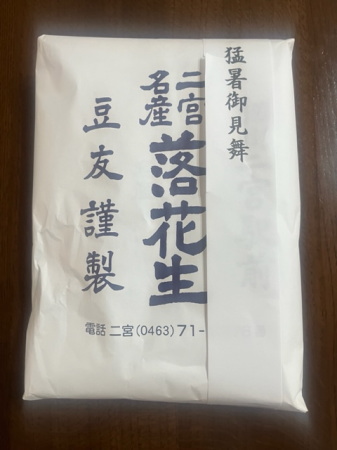 猛暑御見舞
二宮
名産
落花生
豆友謹製
電話 二宮(0463)71-